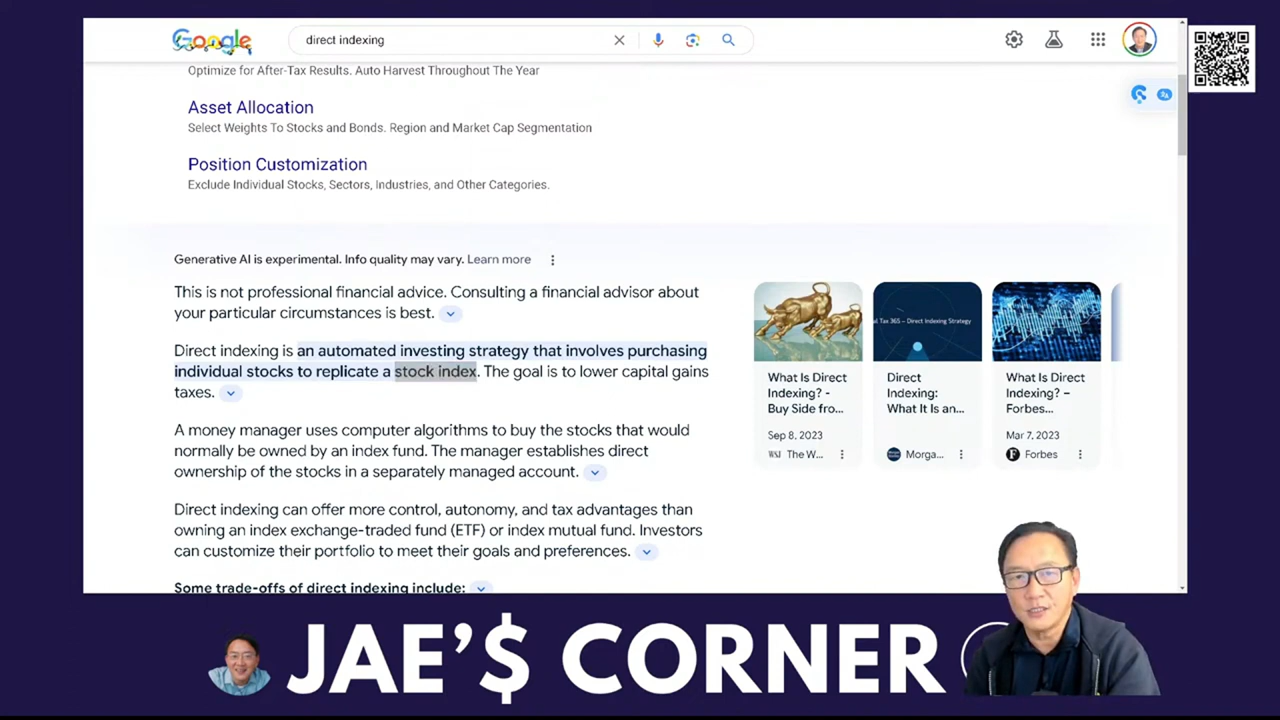 Google
direct indexing
Optimize for After-Tax Results. Auto Harvest Throughout The Year
Asset Allocation
Select Weights To Stocks and Bonds. Region and Market Cap Segmentation
Position Customization
Exclude Individual Stocks, Sectors, Industries, and Other Categories.
Generative AI is experimental. Info quality may vary. Learn more
This is not professional financial advice. Consulting a financial advisor about
your particular circumstances is best.
Direct indexing is an automated investing strategy that involves purchasing
individual stocks to replicate a stock index. The goal is to lower capital gains
taxes.
A money manager uses computer algorithms to buy the stocks that would
normally be owned by an index fund. The manager establishes direct
ownership of the stocks in a separately managed account.
Direct indexing can offer more control, autonomy, and tax advantages than
owning an index exchange-traded fund (ETF) or index mutual fund. Investors
can customize their portfolio to meet their goals and preferences.
Some trade-offs of direct indexing include:
What Is Direct
Indexing? -
Buy Side fro...
Sep 8, 2023
WSJ The W...
al Tax 365 – Direct Indexing Strategy
Direct
Indexing:
What It Is an...
Morga...
What Is Direct
Indexing? –
Forbes...
Mar 7, 2023
F Forbes
JAE'$ CORNER